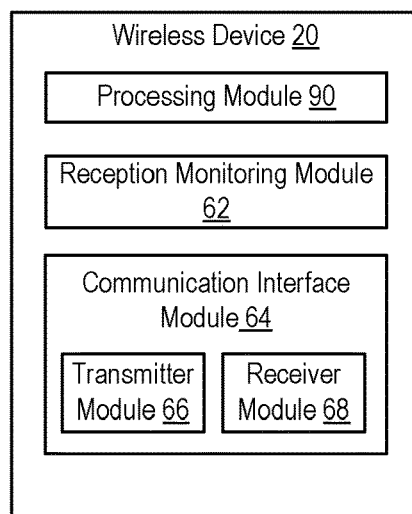 Wireless Device 20
Processing Module 90
Reception Monitoring Module
62
Communication Interface
Module 64
Transmitter
Module 66
Receiver
Module 68